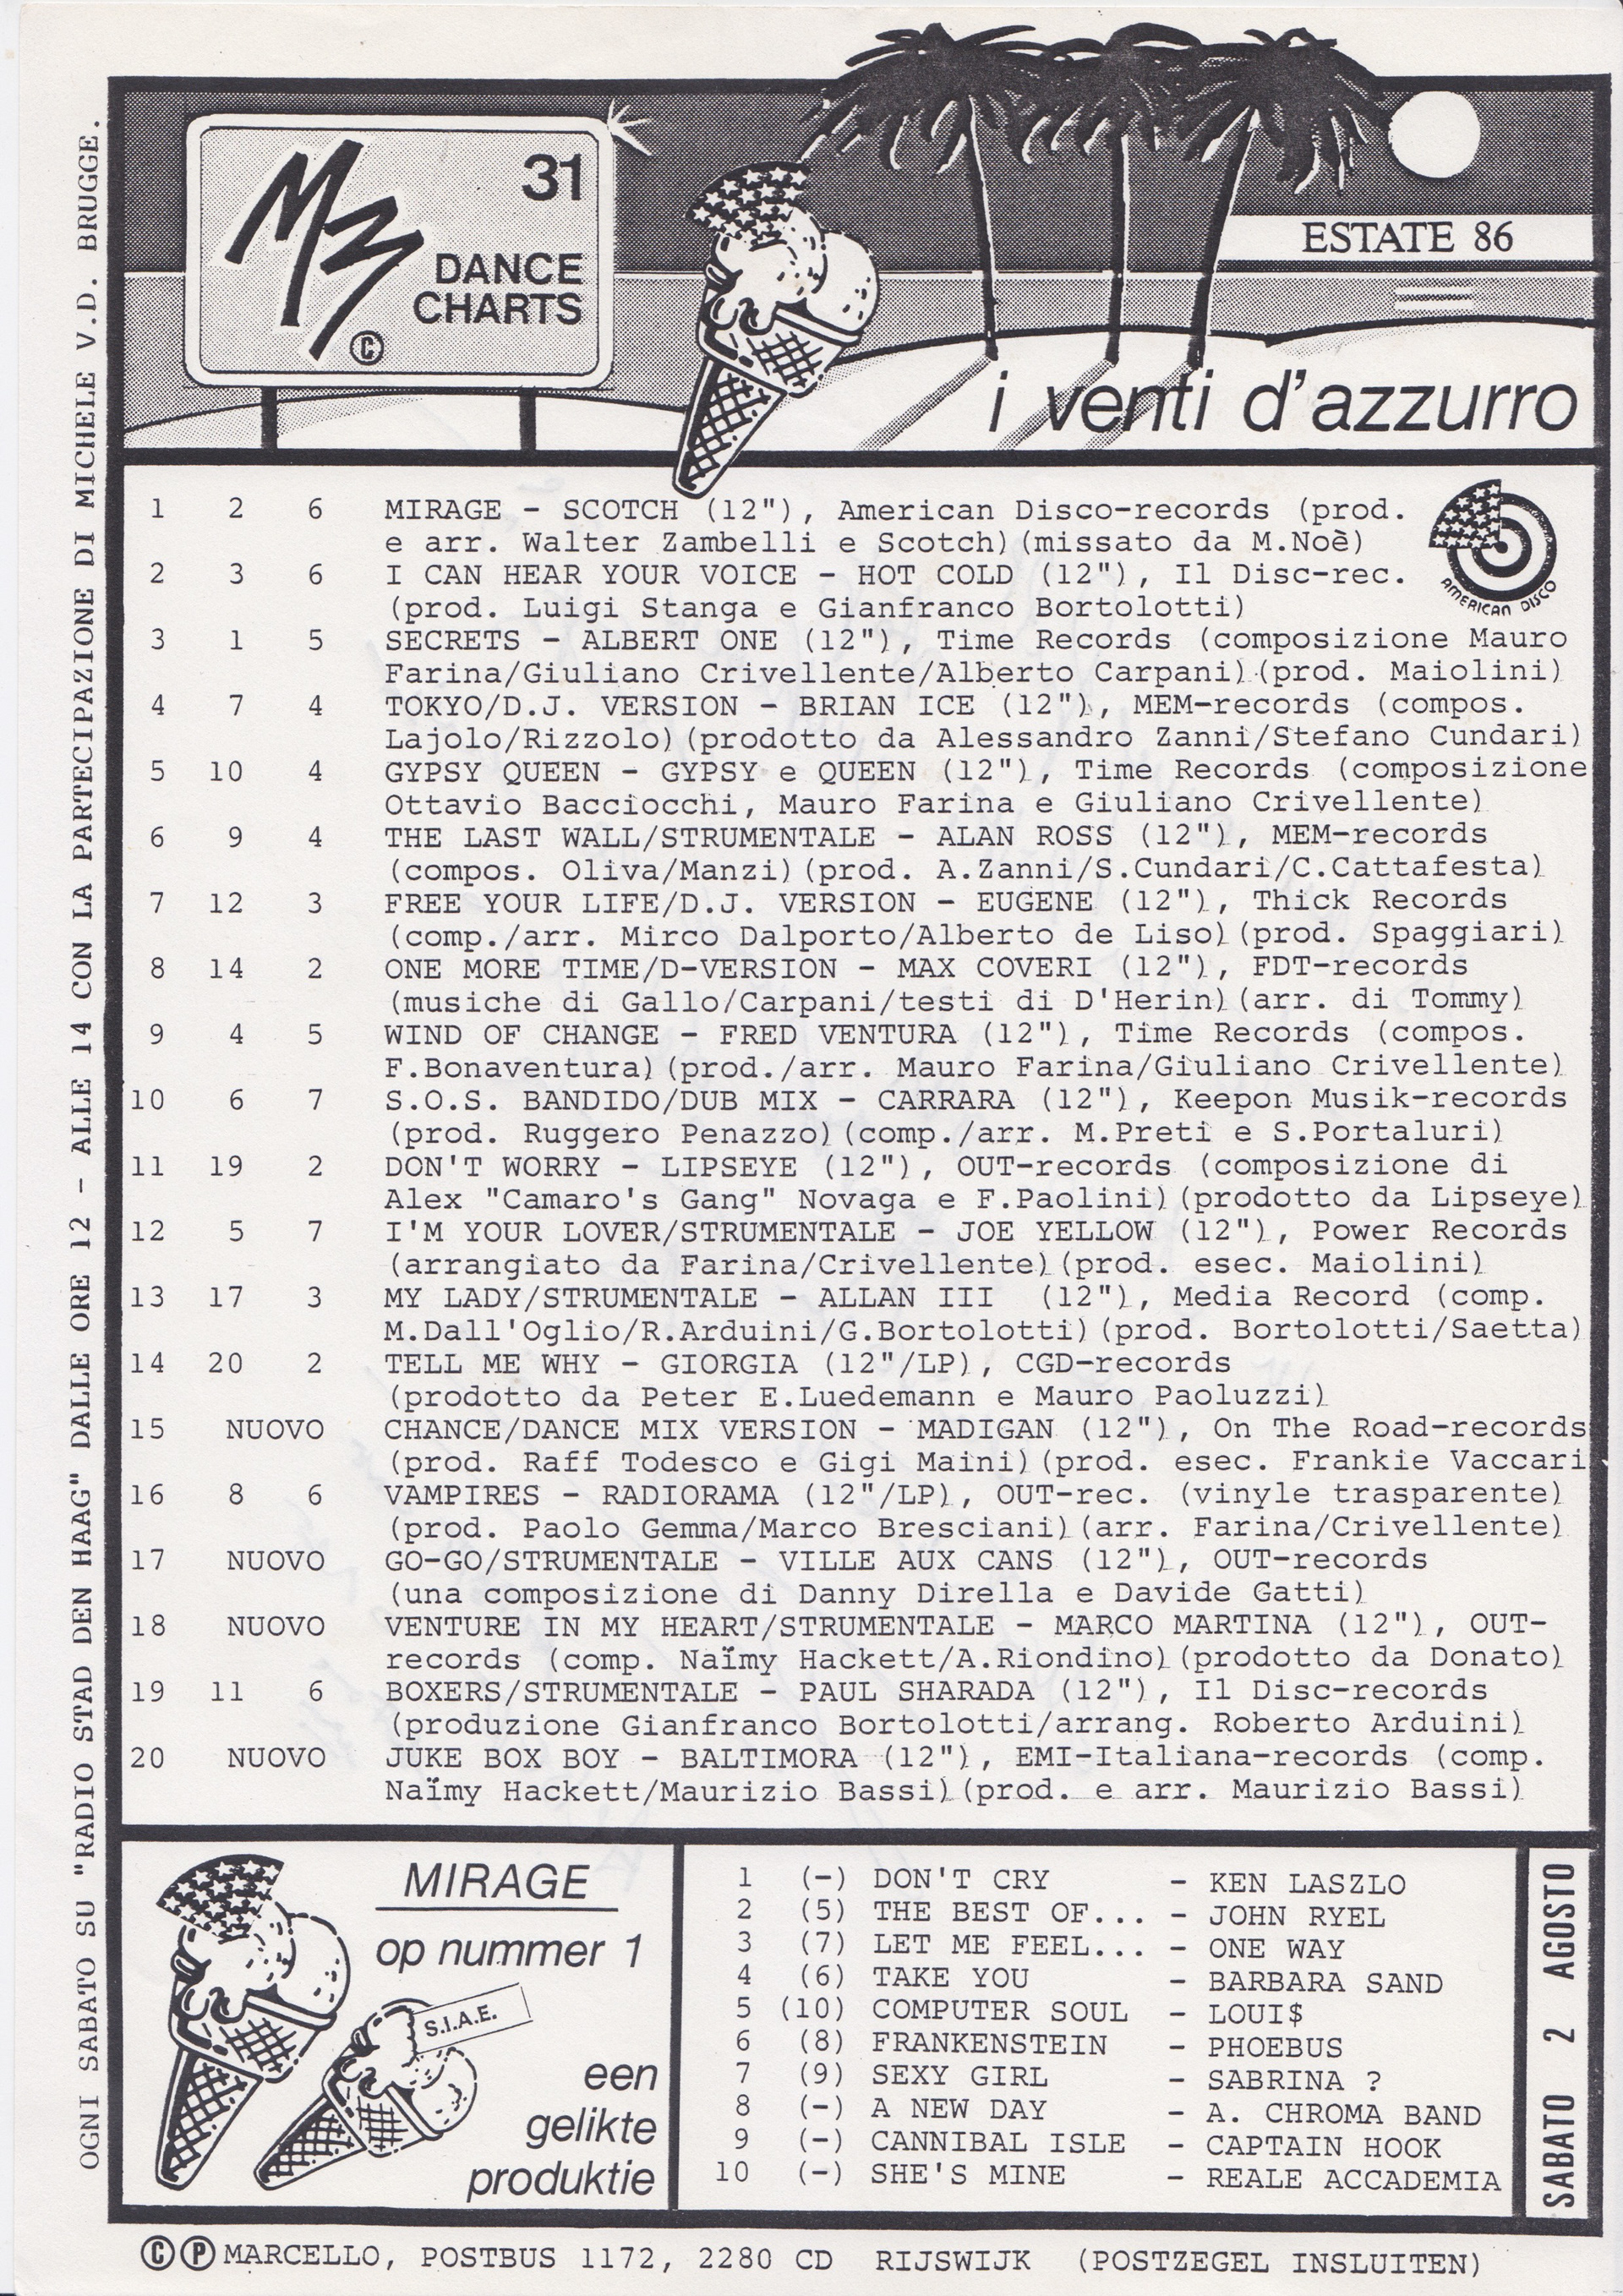 31
M3
DANCE
CHARTS
©
ESTATE 86
i venti d'azzurro
1 2 6 MIRAGE - SCOTCH (12"), American Disco-records (prod.
e arr. Walter Zambelli e Scotch)(missato da M.Noè)
AMERICAN DISCO
2 3 6 I CAN HEAR YOUR VOICE - HOT COLD (12"), Il Disc-rec.
(prod. Luigi Stanga e Gianfranco Bortolotti)
3 1 5 SECRETS - ALBERT ONE (12"), Time Records (composizione Mauro
Farina/Giuliano Crivellente/Alberto Carpani)(prod. Maiolini)
4 7 4 TOKYO/D.J. VERSION - BRIAN ICE (12"), MEM-records (compos.
Lajolo/Rizzolo)(prodotto da Alessandro Zanni/Stefano Cundari)
5 10 4 GYPSY QUEEN - GYPSY e QUEEN (12"), Time Records (composizione
Ottavio Bacciocchi, Mauro Farina e Giuliano Crivellente)
6 9 4 THE LAST WALL/STRUMENTALE - ALAN ROSS (12"), MEM-records
(compos. Oliva/Manzi)(prod. A.Zanni/S.Cundari/C.Cattafesta)
7 12 3 FREE YOUR LIFE/D.J. VERSION - EUGENE (12"), Thick Records
(comp./arr. Mirco Dalporto/Alberto de Liso)(prod. Spaggiari)
8 14 2 ONE MORE TIME/D-VERSION - MAX COVERI (12"), FDT-records
(musiche di Gallo/Carpani/testi di D'Herin)(arr. di Tommy)
9 4 5 WIND OF CHANGE - FRED VENTURA (12"), Time Records (compos.
F.Bonaventura)(prod./arr. Mauro Farina/Giuliano Crivellente)
10 6 7 S.O.S. BANDIDO/DUB MIX - CARRARA (12"), Keepon Musik-records
(prod. Ruggero Penazzo)(comp./arr. M.Preti e S.Portaluri)
11 19 2 DON'T WORRY - LIPSEYE (12"), OUT-records (composizione di
Alex "Camaro's Gang" Novaga e F.Paolini)(prodotto da Lipseye)
12 5 7 I'M YOUR LOVER/STRUMENTALE - JOE YELLOW (12"), Power Records
(arrangiato da Farina/Crivellente)(prod. esec. Maiolini)
13 17 3 MY LADY/STRUMENTALE - ALLAN III (12"), Media Record (comp.
M.Dall'Oglio/R.Arduini/G.Bortolotti)(prod. Bortolotti/Saetta)
14 20 2 TELL ME WHY - GIORGIA (12"/LP), CGD-records
(prodotto da Peter E.Luedemann e Mauro Paoluzzi)
15 NUOVO CHANCE/DANCE MIX VERSION - MADIGAN (12"), On The Road-records
(prod. Raff Todesco e Gigi Maini)(prod. esec. Frankie Vaccari
16 8 6 VAMPIRES - RADIORAMA (12"/LP), OUT-rec. (vinyle trasparente)
(prod. Paolo Gemma/Marco Bresciani)(arr. Farina/Crivellente)
17 NUOVO GO-GO/STRUMENTALE - VILLE AUX CANS (12"), OUT-records
(una composizione di Danny Dirella e Davide Gatti)
18 NUOVO VENTURE IN MY HEART/STRUMENTALE - MARCO MARTINA (12"), OUT-
records (comp. Naïmy Hackett/A.Riondino)(prodotto da Donato)
19 11 6 BOXERS/STRUMENTALE - PAUL SHARADA (12"), Il Disc-records
(produzione Gianfranco Bortolotti/arrang. Roberto Arduini)
20 NUOVO JUKE BOX BOY - BALTIMORA (12"), EMI-Italiana-records (comp.
Naïmy Hackett/Maurizio Bassi)(prod. e arr. Maurizio Bassi)
OGNI SABATO SU "RADIO STAD DEN HAAG" DALLE ORE 12 - ALLE 14 CON LA PARTECIPAZIONE DI MICHELE V.D. BRUGGE.
MIRAGE
op nummer 1
S.I.A.E.
een
gelikte
produktie
1 (-) DON'T CRY - KEN LASZLO
2 (5) THE BEST OF... - JOHN RYEL
3 (7) LET ME FEEL... - ONE WAY
4 (6) TAKE YOU - BARBARA SAND
5 (10) COMPUTER SOUL - LOUI$
6 (8) FRANKENSTEIN - PHOEBUS
7 (9) SEXY GIRL - SABRINA ?
8 (-) A NEW DAY - A. CHROMA BAND
9 (-) CANNIBAL ISLE - CAPTAIN HOOK
10 (-) SHE'S MINE - REALE ACCADEMIA
SABATO 2 AGOSTO
©℗ MARCELLO, POSTBUS 1172, 2280 CD RIJSWIJK (POSTZEGEL INSLUITEN)